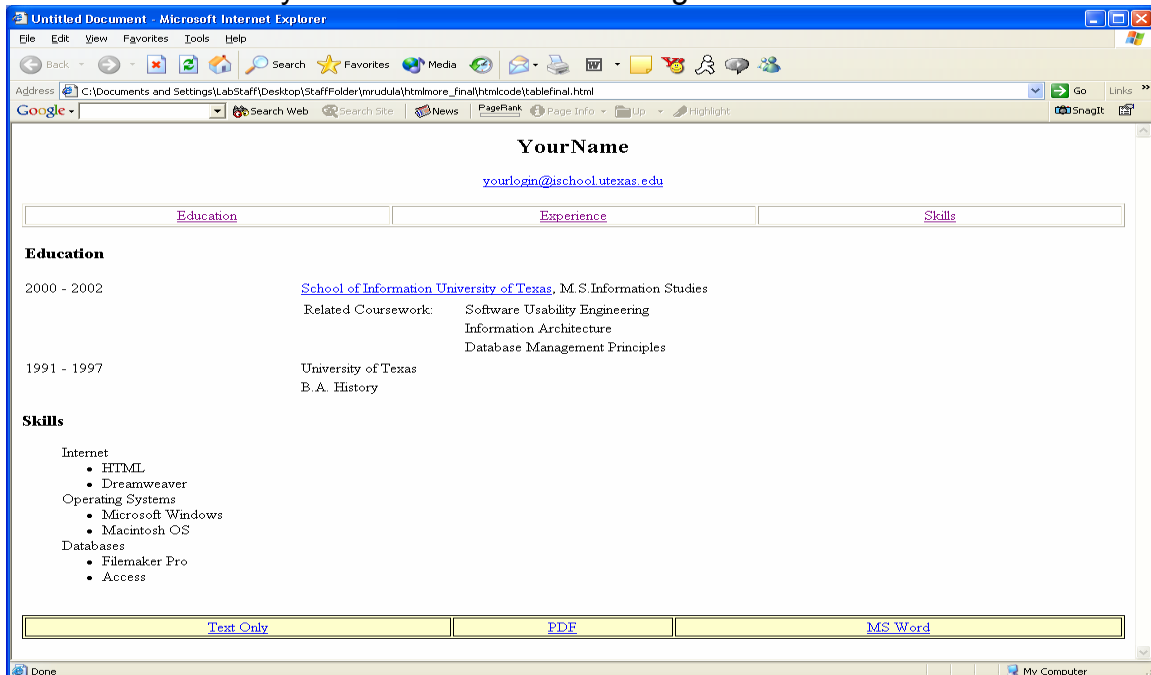 Untitled Document - Microsoft Internet Explorer
File Edit View Favorites Tools Help
Back Search Favorites Media W
Address C:\Documents and Settings\LabStaff\Desktop\StaffFolder\mrudula\htmlmore_final\htmlcode\tablefinal.html Go Links »
Google Search Web Search Site News PageRank Page Info Up Highlight SnagIt
YourName
yourlogin@ischool.utexas.edu
Education Experience Skills
Education
2000 - 2002 School of Information University of Texas, M.S.Information Studies
Related Coursework: Software Usability Engineering
Information Architecture
Database Management Principles
1991 - 1997 University of Texas
B.A. History
Skills
Internet
• HTML
• Dreamweaver
Operating Systems
• Microsoft Windows
• Macintosh OS
Databases
• Filemaker Pro
• Access
Text Only PDF MS Word
Done My Computer